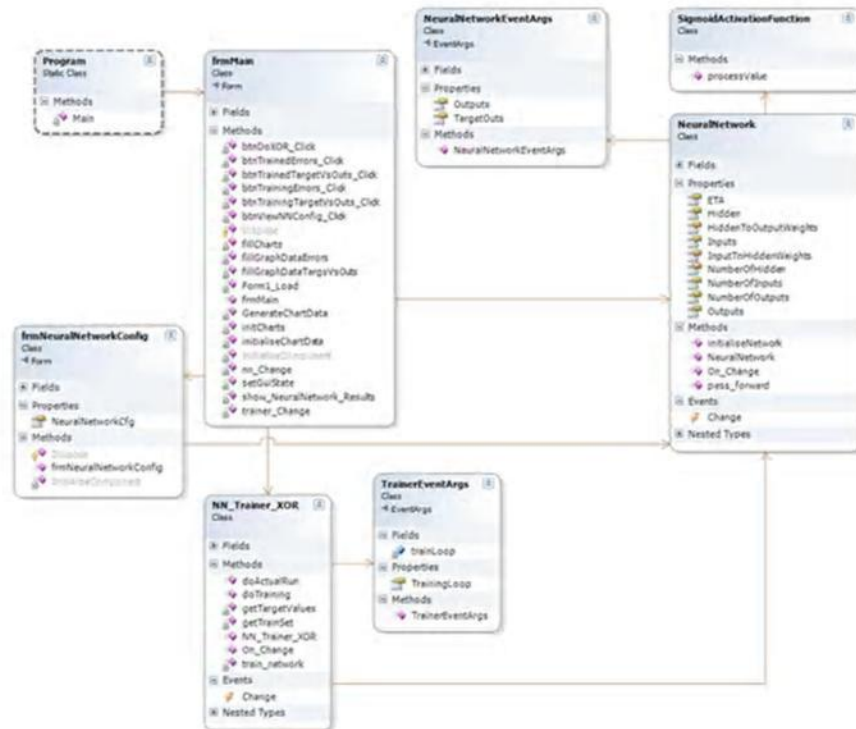 Program
Static Class
Methods
Main
frmMain
Class
Form
Fields
Methods
btnDoXOR_Click
btnTrainedErrors_Click
btnTrainedTargetVsOuts_Click
btnTrainingErrors_Click
btnTrainingTargetVsOuts_Click
btnViewNNConfig_Click
Dispose
fillCharts
fillGraphDataErrors
fillGraphDataTargsVsOuts
Form1_Load
frmMain
GenerateChartData
initCharts
initialiseChartData
InitializeComponent
nn_Change
setGuiState
show_NeuralNetwork_Results
trainer_Change
NeuralNetworkEventArgs
Class
EventArgs
Fields
Properties
Outputs
TargetOuts
Methods
NeuralNetworkEventArgs
SigmoidActivationFunction
Class
Methods
processValue
NeuralNetwork
Class
Fields
Properties
ETA
Hidden
HiddenToOutputWeights
Inputs
InputToHiddenWeights
NumberOfHidden
NumberOfInputs
NumberOfOutputs
Outputs
Methods
initialiseNetwork
NeuralNetwork
On_Change
pass_forward
Events
Change
Nested Types
frmNeuralNetworkConfig
Class
Form
Fields
Properties
NeuralNetworkCfg
Methods
Dispose
frmNeuralNetworkConfig
InitializeComponent
NN_Trainer_XOR
Class
Fields
Methods
doActualRun
doTraining
getTargetValues
getTrainSet
NN_Trainer_XOR
On_Change
train_network
Events
Change
Nested Types
TrainerEventArgs
Class
EventArgs
Fields
trainLoop
Properties
TrainingLoop
Methods
TrainerEventArgs